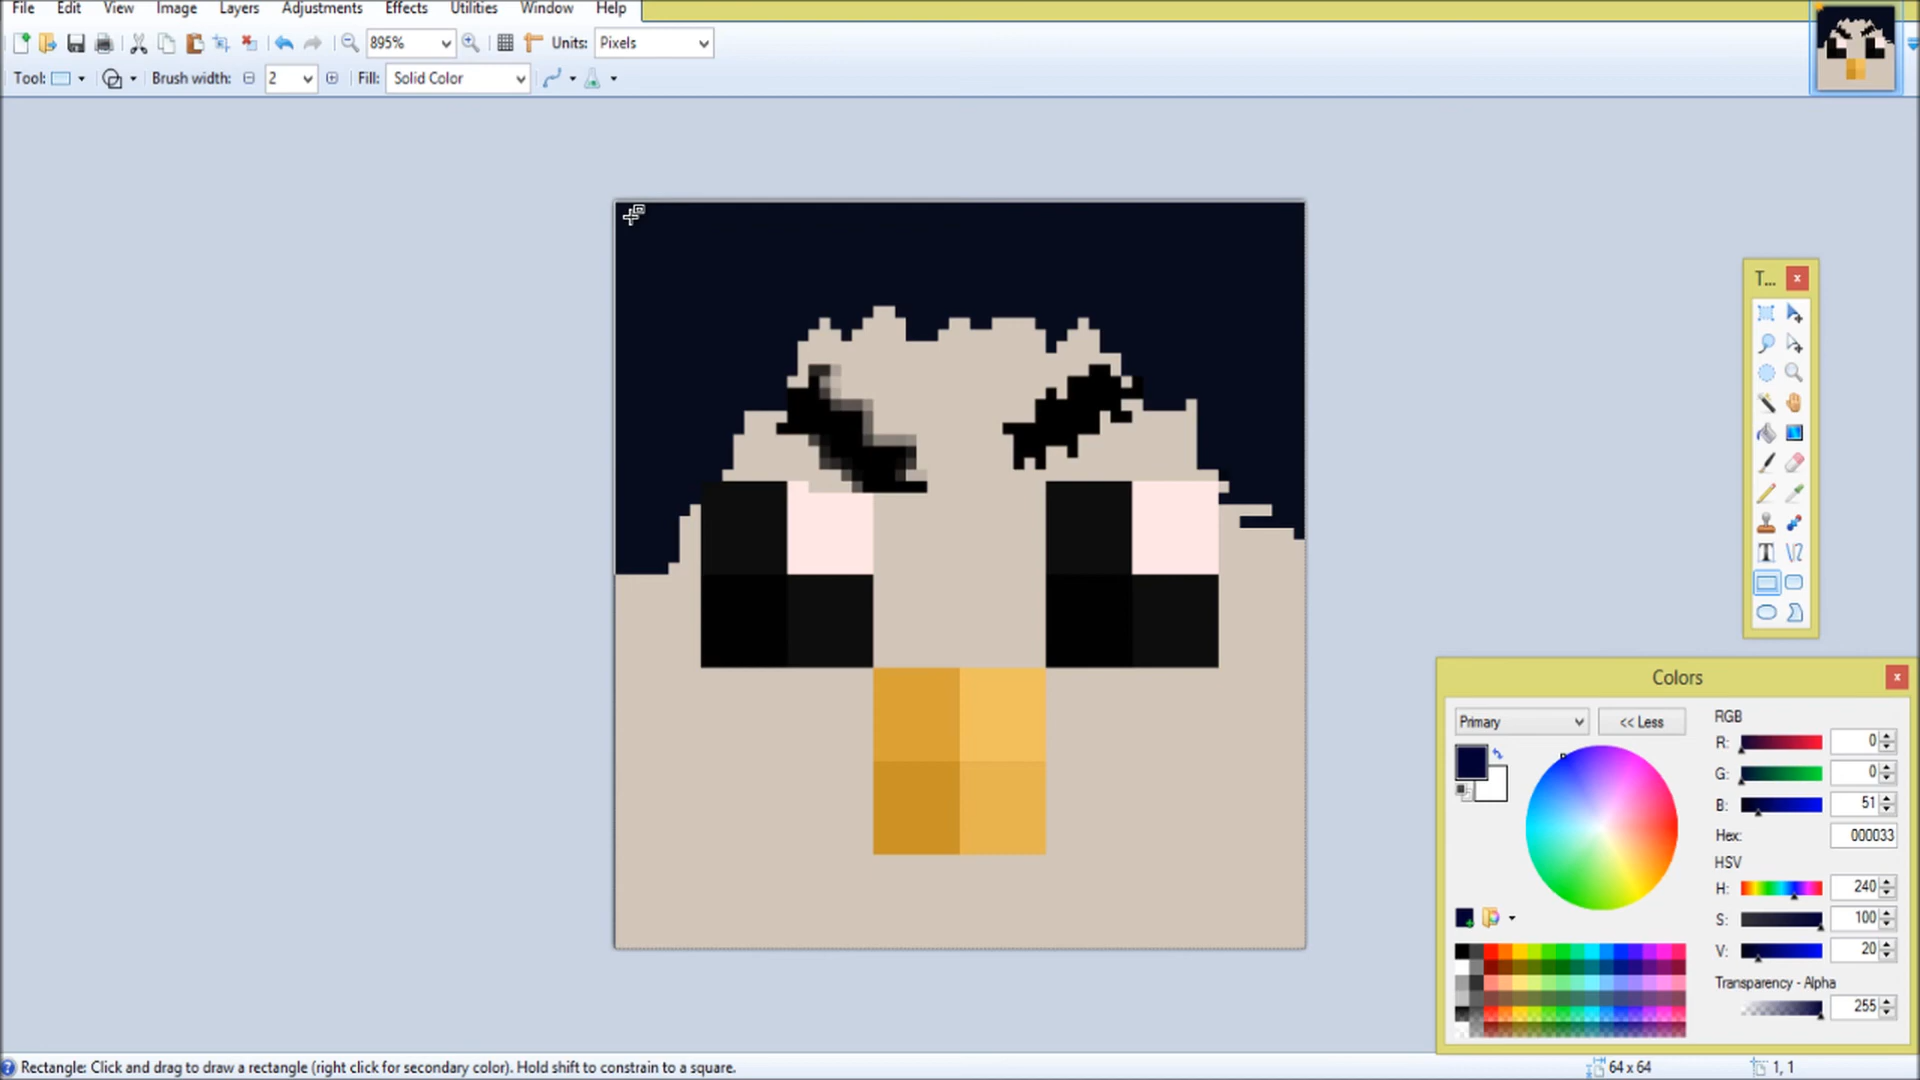 File Edit View Image Layers Adjustments Effects Utilities Window Help
895% Units: Pixels
Tool: Brush width: 2 Fill: Solid Color
T...
Colors
Primary << Less RGB
R: 0
G: 0
B: 51
Hex: 000033
HSV
H: 240
S: 100
V: 20
Transparency - Alpha
255
Rectangle: Click and drag to draw a rectangle (right click for secondary color). Hold shift to constrain to a square. 64 x 64 1, 1